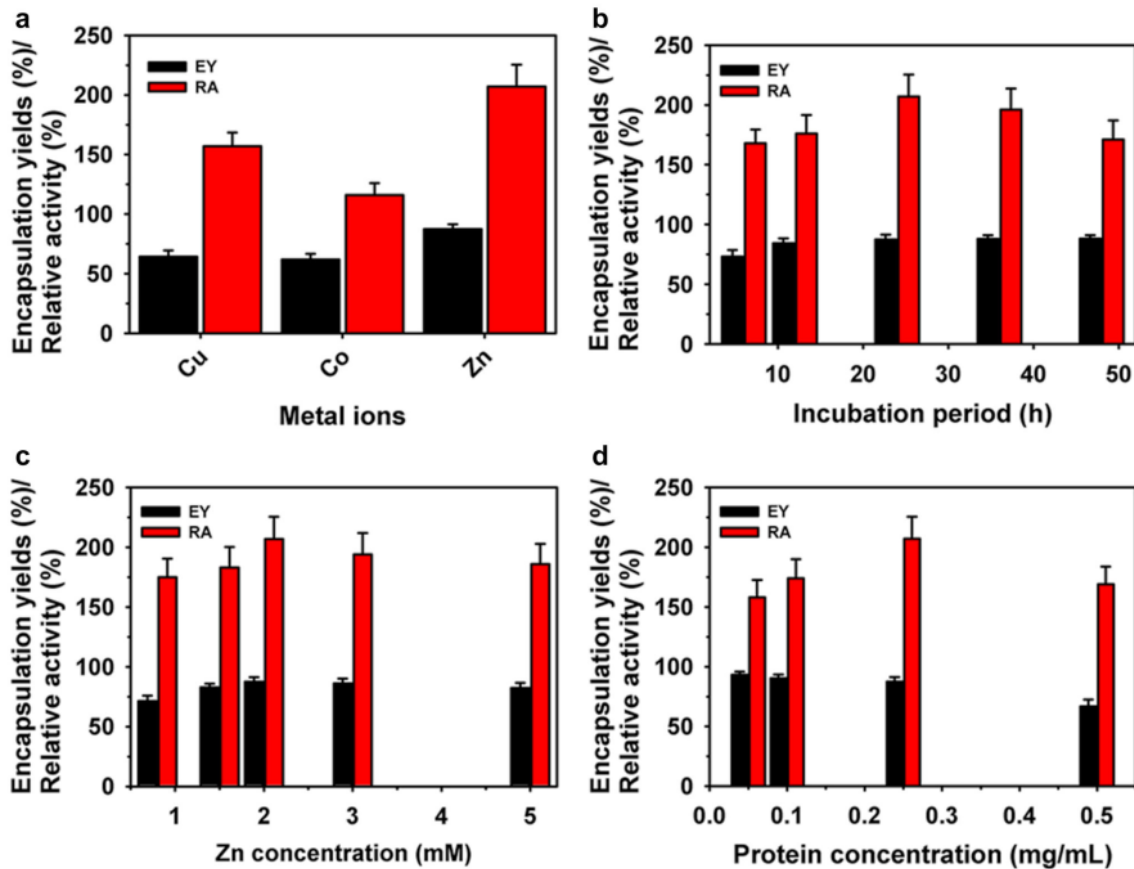 a
Encapsulation yields (%)/
Relative activity (%)
250
200
150
100
50
0
EY
RA
Cu
Co
Zn
Metal ions
b
Encapsulation yields (%)/
Relative activity (%)
250
200
150
100
50
0
EY
RA
10 20 30 40 50
Incubation period (h)
c
Encapsulation yields (%)/
Relative activity (%)
250
200
150
100
50
0
EY
RA
1 2 3 4 5
Zn concentration (mM)
d
Encapsulation yields (%)/
Relative activity (%)
250
200
150
100
50
0
EY
RA
0.0 0.1 0.2 0.3 0.4 0.5
Protein concentration (mg/mL)